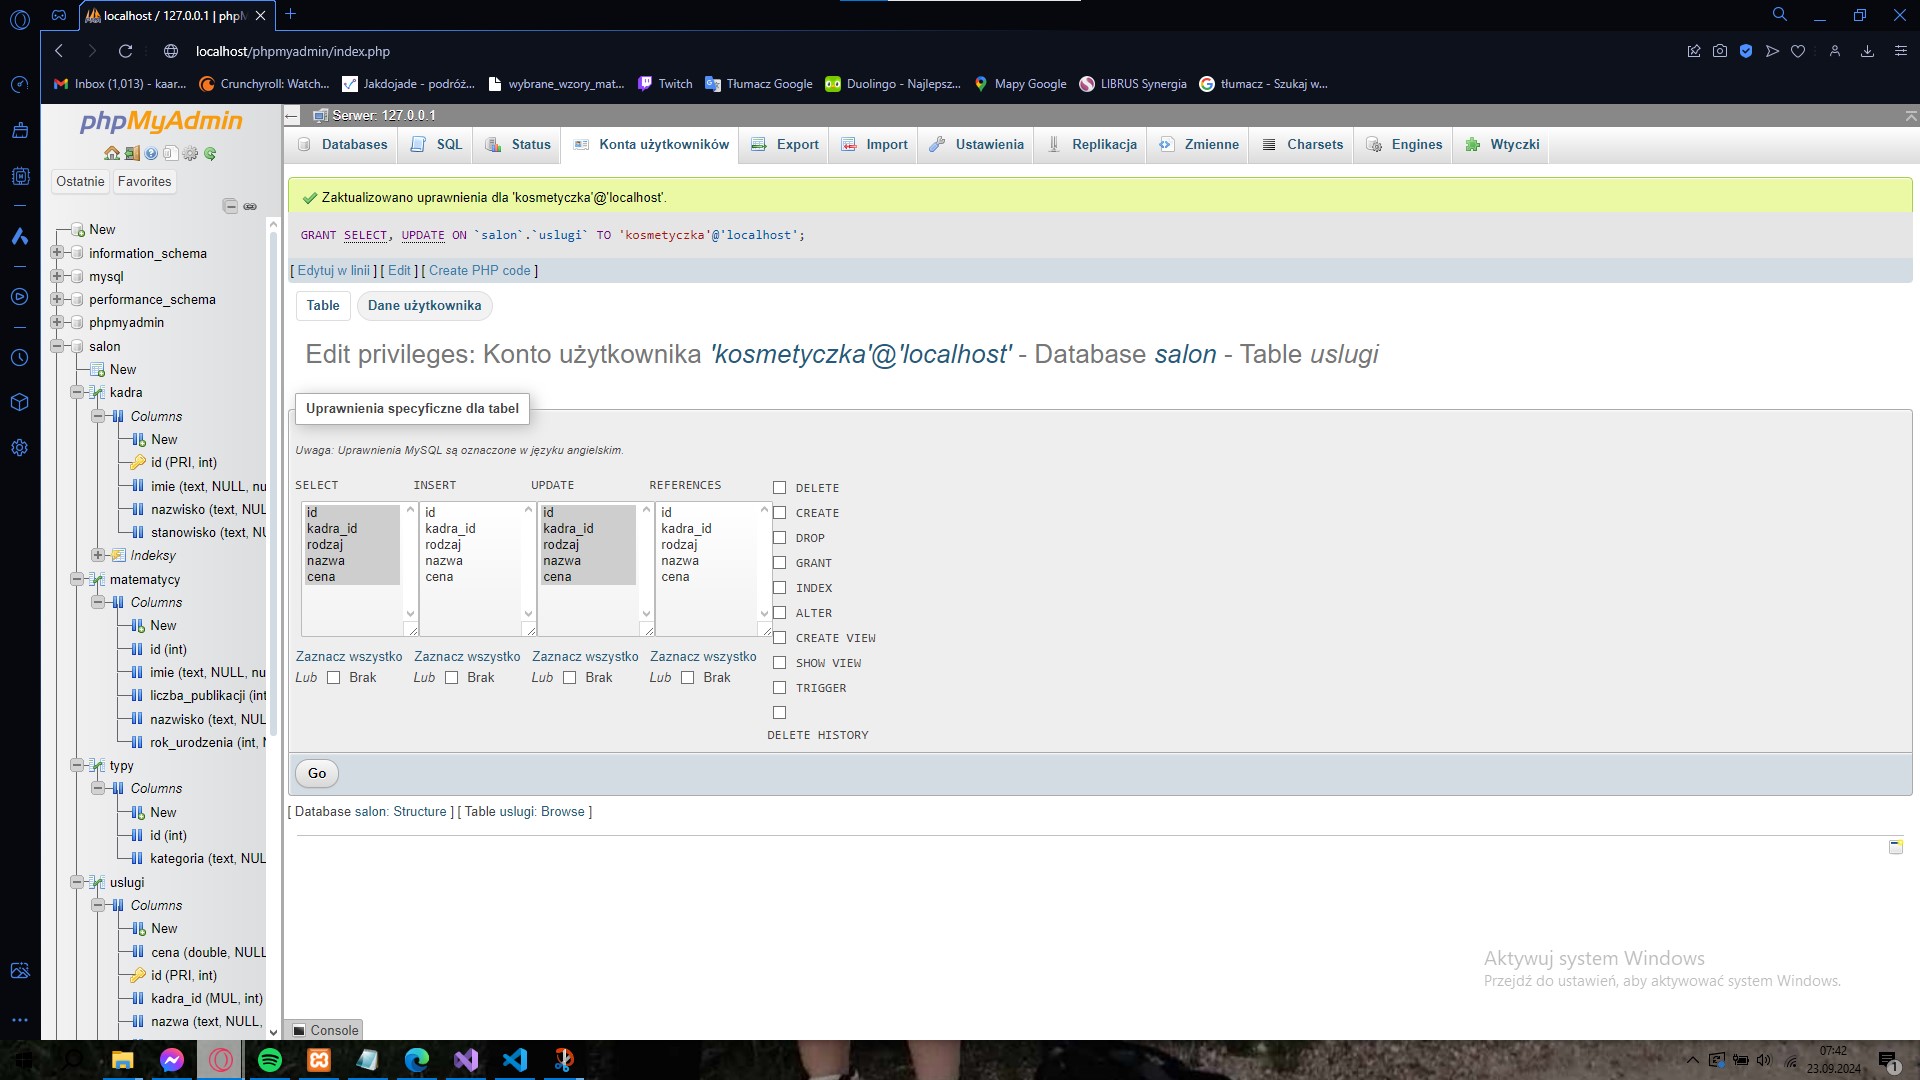 localhost / 127.0.0.1 | phpM
localhost/phpmyadmin/index.php
Inbox (1,013) - kaar...
Crunchyroll: Watch...
Jakdojade - podróż...
wybrane_wzory_mat...
Twitch
Tłumacz Google
Duolingo - Najlepsz...
Mapy Google
LIBRUS Synergia
tłumacz - Szukaj w...
phpMyAdmin
Ostatnie
Favorites
New
information_schema
mysql
performance_schema
phpmyadmin
salon
New
kadra
Columns
New
id (PRI, int)
imie (text, NULL, nu
nazwisko (text, NUL
stanowisko (text, NU
Indeksy
matematycy
Columns
New
id (int)
imie (text, NULL, nu
liczba_publikacji (int
nazwisko (text, NUL
rok_urodzenia (int, N
typy
Columns
New
id (int)
kategoria (text, NUL
uslugi
Columns
New
cena (double, NULL
id (PRI, int)
kadra_id (MUL, int)
nazwa (text, NULL,
Serwer: 127.0.0.1
Databases
SQL
Status
Konta użytkowników
Export
Import
Ustawienia
Replikacja
Zmienne
Charsets
Engines
Wtyczki
Zaktualizowano uprawnienia dla 'kosmetyczka'@'localhost'.
GRANT SELECT, UPDATE ON `salon`.`uslugi` TO 'kosmetyczka'@'localhost';
[ Edytuj w linii ] [ Edit ] [ Create PHP code ]
Table
Dane użytkownika
Edit privileges: Konto użytkownika 'kosmetyczka'@'localhost' - Database salon - Table uslugi
Uprawnienia specyficzne dla tabel
Uwaga: Uprawnienia MySQL są oznaczone w języku angielskim.
SELECT
id
kadra_id
rodzaj
nazwa
cena
Zaznacz wszystko
Lub Brak
INSERT
id
kadra_id
rodzaj
nazwa
cena
Zaznacz wszystko
Lub Brak
UPDATE
id
kadra_id
rodzaj
nazwa
cena
Zaznacz wszystko
Lub Brak
REFERENCES
id
kadra_id
rodzaj
nazwa
cena
Zaznacz wszystko
Lub Brak
DELETE
CREATE
DROP
GRANT
INDEX
ALTER
CREATE VIEW
SHOW VIEW
TRIGGER
DELETE HISTORY
Go
[ Database salon: Structure ] [ Table uslugi: Browse ]
Aktywuj system Windows
Przejdź do ustawień, aby aktywować system Windows.
Console
07:42
23.09.2024
1